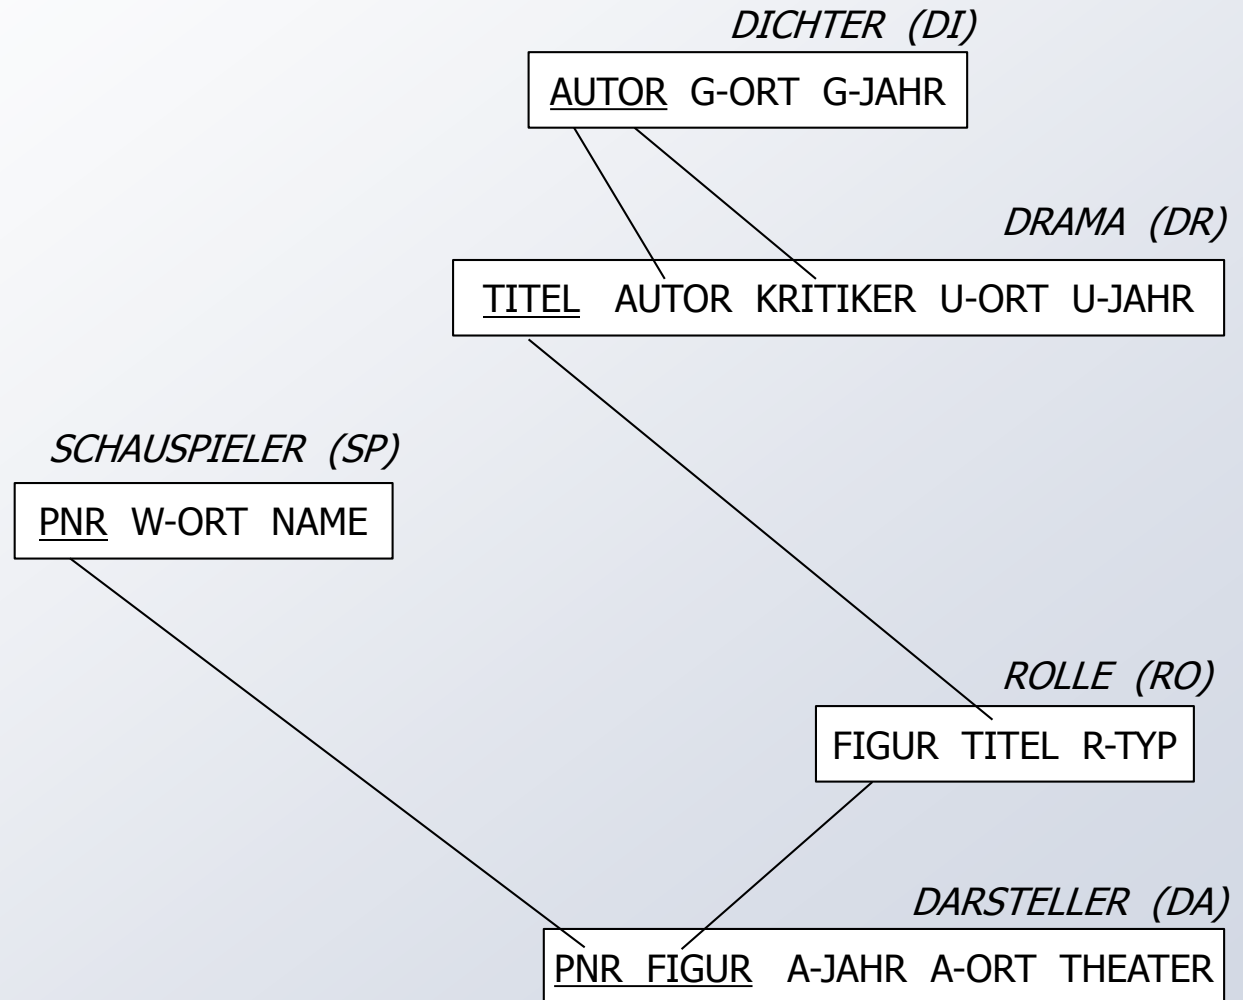 DICHTER (DI)
AUTOR G-ORT G-JAHR
DRAMA (DR)
TITEL AUTOR KRITIKER U-ORT U-JAHR
SCHAUSPIELER (SP)
PNR W-ORT NAME
ROLLE (RO)
FIGUR TITEL R-TYP
DARSTELLER (DA)
PNR FIGUR A-JAHR A-ORT THEATER